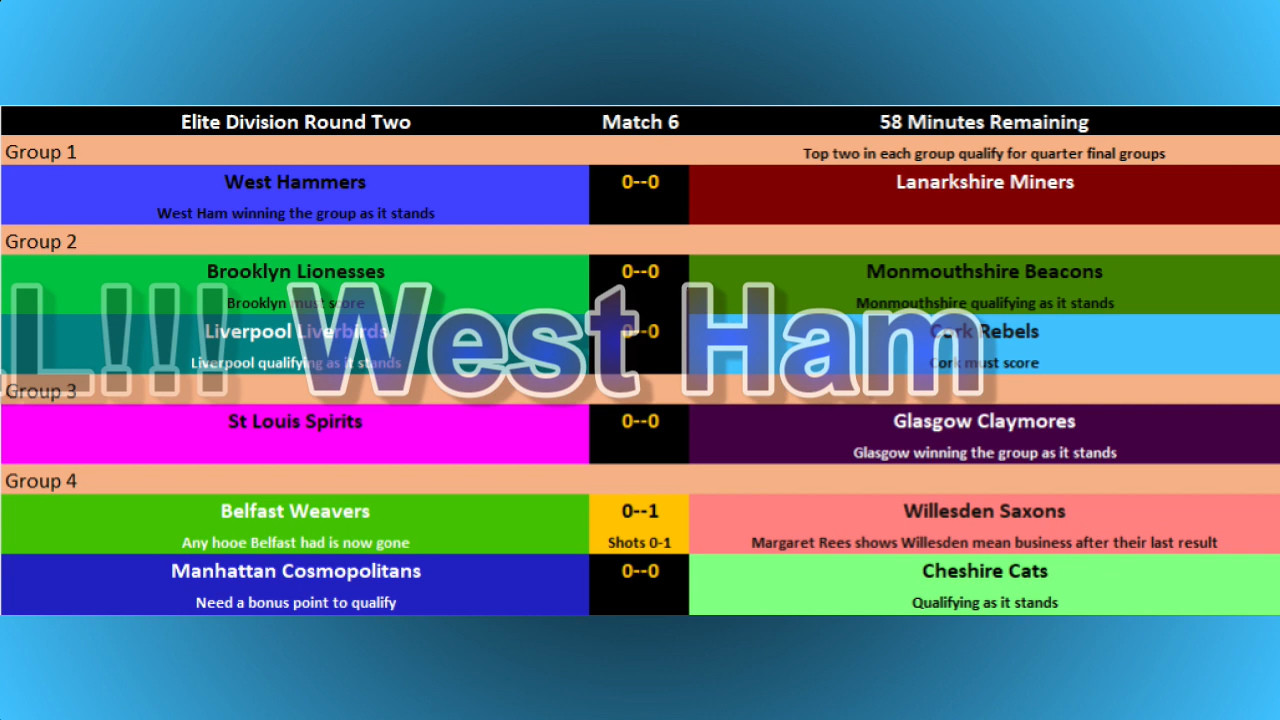 Elite Division Round Two Match 6 58 Minutes Remaining
Group 1 Top two in each group qualify for quarter final groups
West Hammers 0--0 Lanarkshire Miners
West Ham winning the group as it stands
Group 2
Brooklyn Lionesses 0--0 Monmouthshire Beacons
Brooklyn must score Monmouthshire qualifying as it stands
L!!! West Ham
Liverpool Liverbirds 0--0 Cork Rebels
Liverpool qualifying as it stands Cork must score
Group 3
St Louis Spirits 0--0 Glasgow Claymores
Glasgow winning the group as it stands
Group 4
Belfast Weavers 0--1 Willesden Saxons
Any hooe Belfast had is now gone Shots 0-1 Margaret Rees shows Willesden mean business after their last result
Manhattan Cosmopolitans 0--0 Cheshire Cats
Need a bonus point to qualify Qualifying as it stands